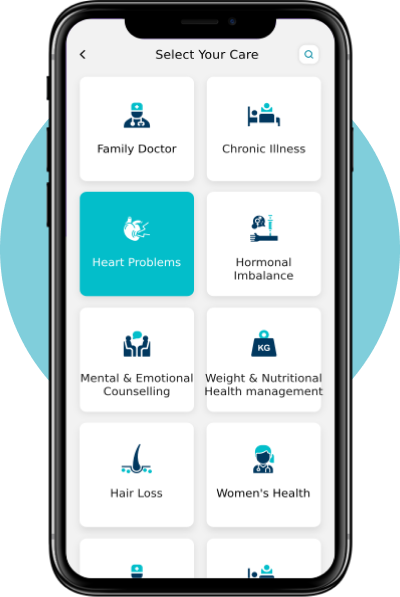 Select Your Care
Family Doctor
Chronic Illness
Heart Problems
Hormonal
Imbalance
Mental & Emotional
Counselling
Weight & Nutritional
Health management
KG
Hair Loss
Women's Health